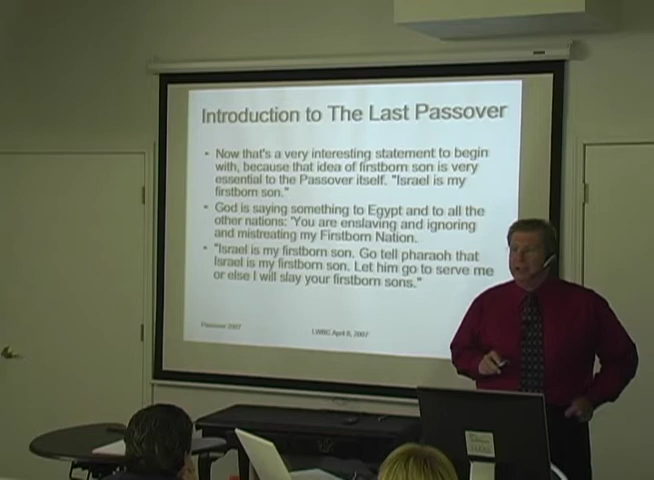 Introduction to The Last Passover
- Now that's a very interesting statement to begin
with, because that idea of firstborn son is very
essential to the Passover itself. "Israel is my
firstborn son."
- God is saying something to Egypt and to all the
other nations: 'You are enslaving and ignoring
and mistreating my Firstborn Nation.
- "Israel is my firstborn son. Go tell pharaoh that
Israel is my firstborn son. Let him go to serve me
or else I will slay your firstborn sons."
Passover 2007
LWBC April 8, 2007